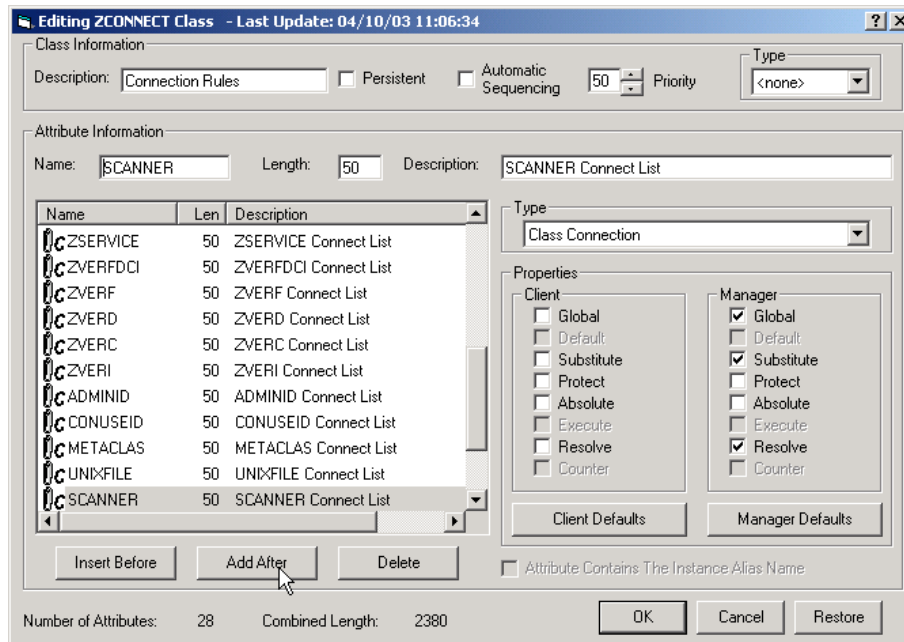 Editing ZCONNECT Class - Last Update: 04/10/03 11:06:34
Class Information
Description: Connection Rules Persistent Automatic Sequencing 50 Priority Type <none>
Attribute Information
Name: SCANNER Length: 50 Description: SCANNER Connect List
Name Len Description
ZSERVICE 50 ZSERVICE Connect List
ZVERFDCI 50 ZVERFDCI Connect List
ZVERF 50 ZVERF Connect List
ZVERD 50 ZVERD Connect List
ZVERC 50 ZVERC Connect List
ZVERI 50 ZVERI Connect List
ADMINID 50 ADMINID Connect List
CONUSEID 50 CONUSEID Connect List
METACLAS 50 METACLAS Connect List
UNIXFILE 50 UNIXFILE Connect List
SCANNER 50 SCANNER Connect List
Insert Before Add After Delete
Type
Class Connection
Properties
Client
Global
Default
Substitute
Protect
Absolute
Execute
Resolve
Counter
Client Defaults
Manager
Global
Default
Substitute
Protect
Absolute
Execute
Resolve
Counter
Manager Defaults
Attribute Contains The Instance Alias Name
Number of Attributes: 28 Combined Length: 2380
OK Cancel Restore